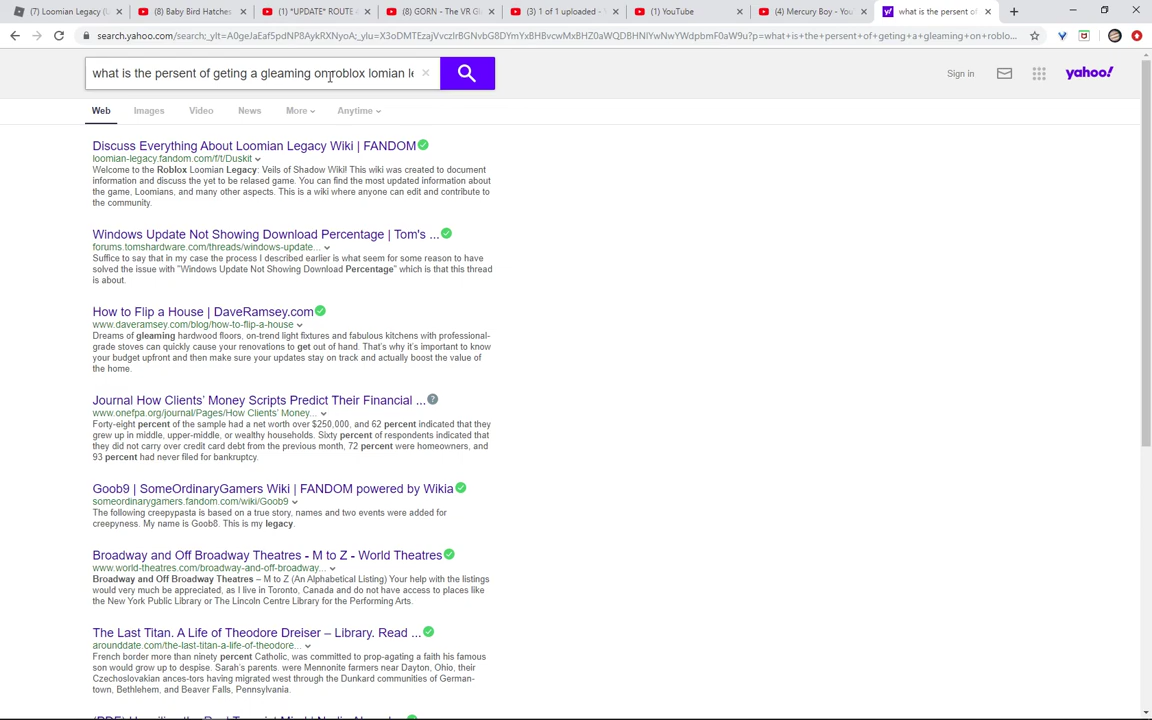 (7) Loomian Legacy (
(8) Baby Bird Hatches
(1) *UPDATE* ROUTE
(8) GORN - The VR Gl
(3) 1 of 1 uploaded -
(1) YouTube
(4) Mercury Boy - You
what is the persent of
search.yahoo.com/search;_ylt=A0geJaEaf5pdNP8AykRXNyoA;_ylu=X3oDMTEzajVvczlrBGNvbG8DYmYxBHBvcwMxBHZ0aWQDBHNlYwNwYWdpbmF0aW9u?p=what+is+the+persent+of+geting+a+gleaming+on+roblo...
what is the persent of geting a gleaming on roblox lomian le
Sign in
yahoo!
Web Images Video News More Anytime
Discuss Everything About Loomian Legacy Wiki | FANDOM
loomian-legacy.fandom.com/f/t/Duskit
Welcome to the Roblox Loomian Legacy: Veils of Shadow Wiki! This wiki was created to document
information and discuss the yet to be relased game. You can find the most updated information about
the game, Loomians, and many other aspects. This is a wiki where anyone can edit and contribute to
the community.
Windows Update Not Showing Download Percentage | Tom's ...
forums.tomshardware.com/threads/windows-update...
Suffice to say that in my case the process I described earlier is what seem for some reason to have
solved the issue with "Windows Update Not Showing Download Percentage" which is that this thread
is about.
How to Flip a House | DaveRamsey.com
www.daveramsey.com/blog/how-to-flip-a-house
Dreams of gleaming hardwood floors, on-trend light fixtures and fabulous kitchens with professional-
grade stoves can quickly cause your renovations to get out of hand. That's why it's important to know
your budget upfront and then make sure your updates stay on track and actually boost the value of
the home.
Journal How Clients' Money Scripts Predict Their Financial ...
www.onefpa.org/journal/Pages/How Clients' Money...
Forty-eight percent of the sample had a net worth over $250,000, and 62 percent indicated that they
grew up in middle, upper-middle, or wealthy households. Sixty percent of respondents indicated that
they did not carry over credit card debt from the previous month, 72 percent were homeowners, and
93 percent had never filed for bankruptcy.
Goob9 | SomeOrdinaryGamers Wiki | FANDOM powered by Wikia
someordinarygamers.fandom.com/wiki/Goob9
The following creepypasta is based on a true story, names and two events were added for
creepyness. My name is Goob8. This is my legacy.
Broadway and Off Broadway Theatres - M to Z - World Theatres
www.world-theatres.com/broadway-and-off-broadway...
Broadway and Off Broadway Theatres – M to Z (An Alphabetical Listing) Your help with the listings
would very much be appreciated, as I live in Toronto, Canada and do not have access to places like
the New York Public Library or The Lincoln Centre Library for the Performing Arts.
The Last Titan. A Life of Theodore Dreiser – Library. Read ...
arounddate.com/the-last-titan-a-life-of-theodore...
French border more than ninety percent Catholic, was committed to prop-agating a faith his famous
son would grow up to despise. Sarah's parents. were Mennonite farmers near Dayton, Ohio, their
Czechoslovakian ances-tors having migrated west through the Dunkard communities of German-
town, Bethlehem, and Beaver Falls, Pennsylvania.